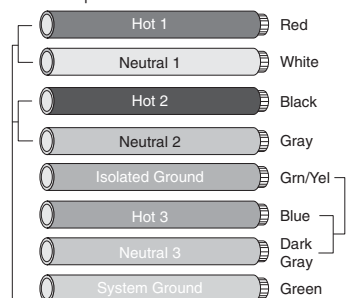 Hot 1 Red
Neutral 1 White
Hot 2 Black
Neutral 2 Gray
Isolated Ground Grn/Yel
Hot 3 Blue
Neutral 3 Dark
Gray
System Ground Green